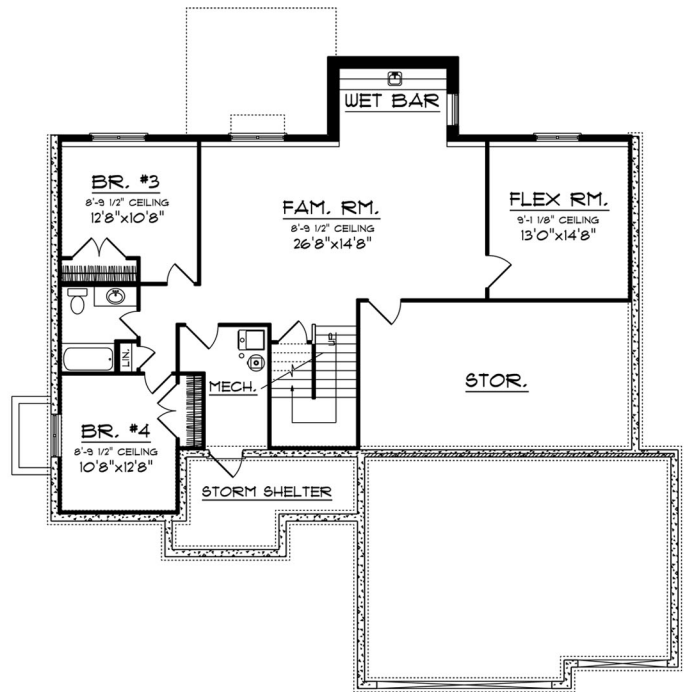 WET BAR
BR. #3
8'-9 1/2" CEILING
12'8"x10'8"
FAM. RM.
8'-9 1/2" CEILING
26'8"x14'8"
FLEX RM.
9'-1 1/8" CEILING
13'0"x14'8"
UP
LIN.
MECH.
STOR.
BR. #4
8'-9 1/2" CEILING
10'8"x12'8"
STORM SHELTER